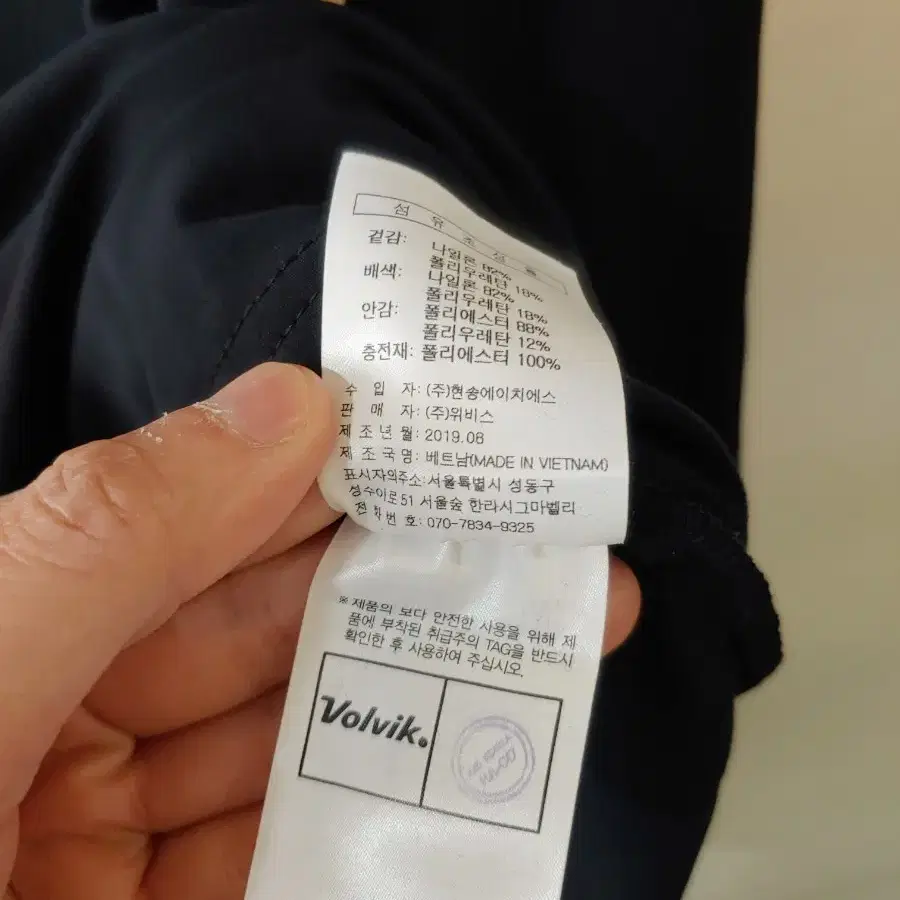 섬유조성율
겉감: 나일론 82%
폴리우레탄 18%
배색: 나일론 82%
폴리우레탄 18%
안감: 폴리에스터 88%
폴리우레탄 12%
충전재: 폴리에스터 100%
수 입 자: (주)현송에이치에스
판 매 자: (주)위비스
제조년월: 2019.08
제조국명: 베트남(MADE IN VIETNAM)
표시자의주소: 서울특별시 성동구
성수이로51 서울숲 한라시그마밸리
전화번호: 070-7834-9325
※ 제품의 보다 안전한 사용을 위해 제
품에 부착된 취급주의 TAG을 반드시
확인한 후 사용하여 주십시오.
Volvik.